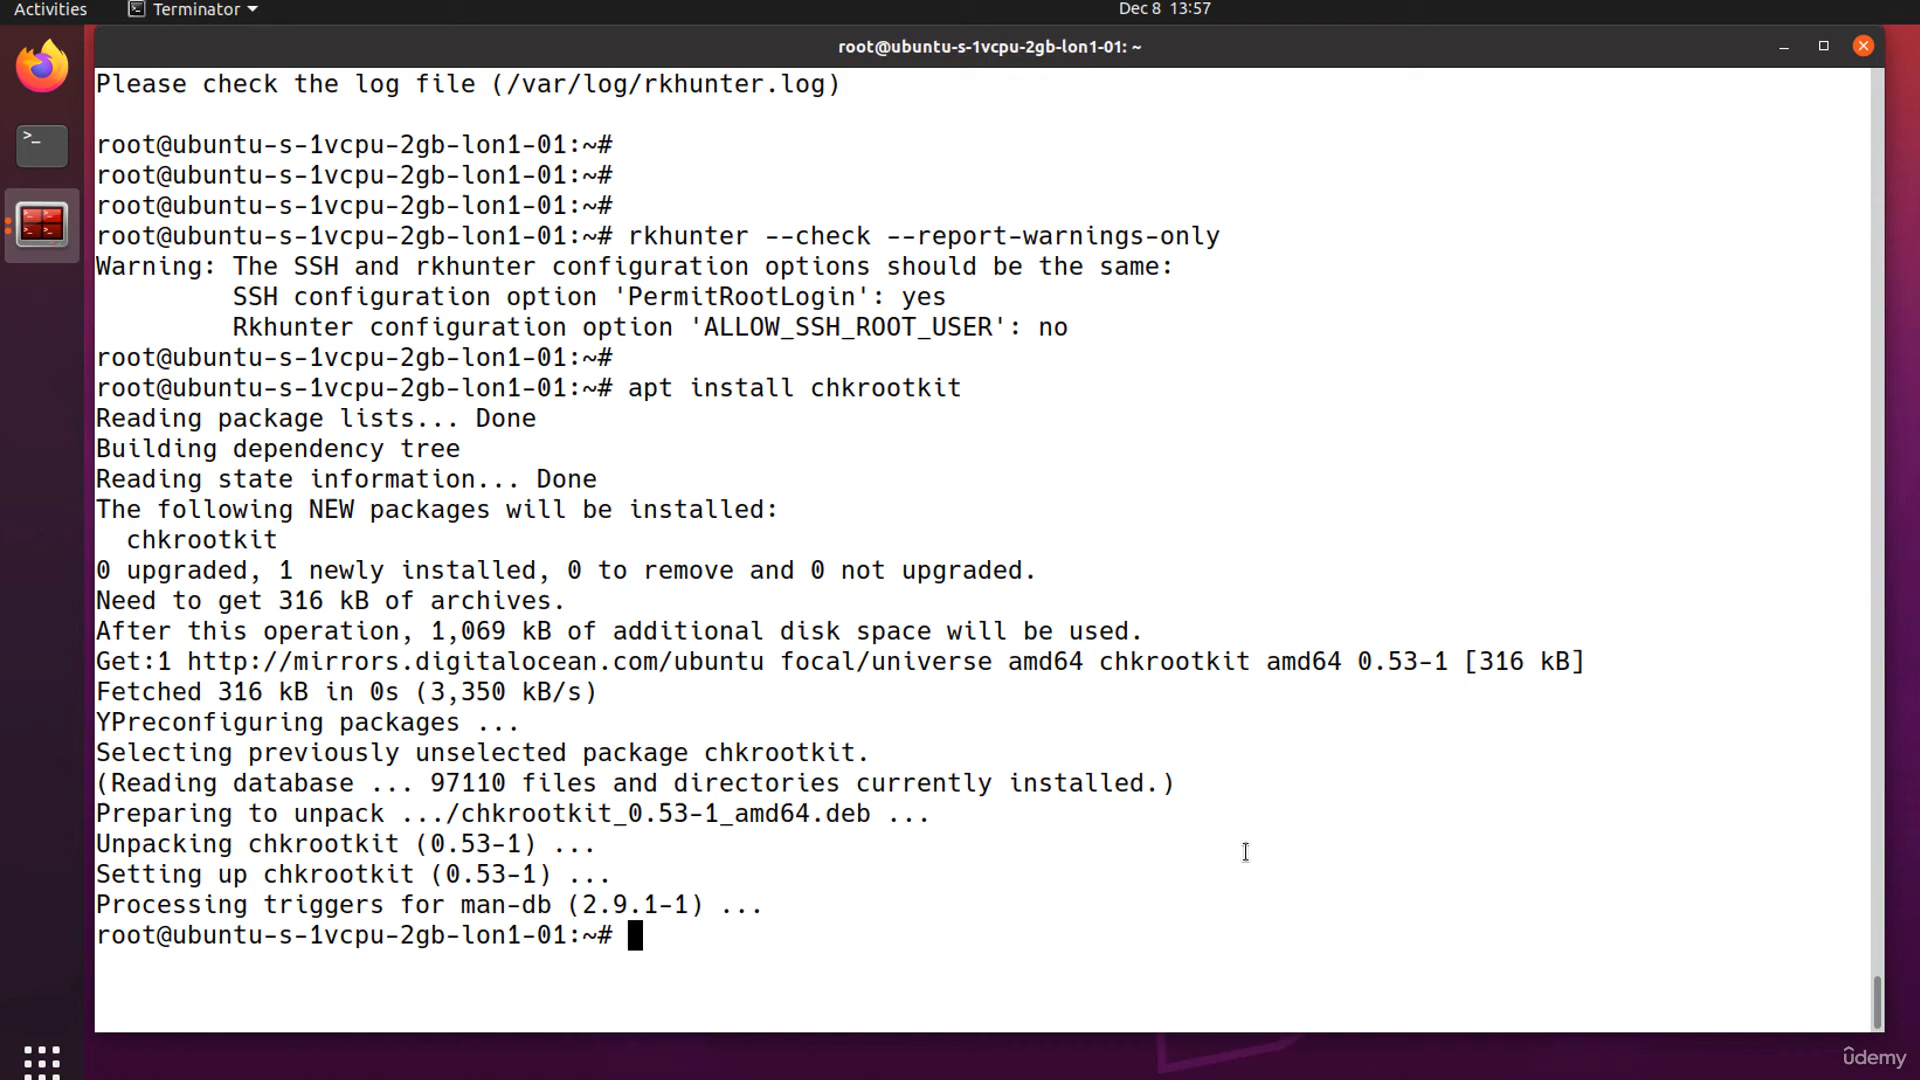 Activities
Terminator
Dec 8 13:57
root@ubuntu-s-1vcpu-2gb-lon1-01: ~
Please check the log file (/var/log/rkhunter.log)
root@ubuntu-s-1vcpu-2gb-lon1-01:~#
root@ubuntu-s-1vcpu-2gb-lon1-01:~#
root@ubuntu-s-1vcpu-2gb-lon1-01:~#
root@ubuntu-s-1vcpu-2gb-lon1-01:~# rkhunter --check --report-warnings-only
Warning: The SSH and rkhunter configuration options should be the same:
SSH configuration option 'PermitRootLogin': yes
Rkhunter configuration option 'ALLOW_SSH_ROOT_USER': no
root@ubuntu-s-1vcpu-2gb-lon1-01:~#
root@ubuntu-s-1vcpu-2gb-lon1-01:~# apt install chkrootkit
Reading package lists... Done
Building dependency tree
Reading state information... Done
The following NEW packages will be installed:
chkrootkit
0 upgraded, 1 newly installed, 0 to remove and 0 not upgraded.
Need to get 316 kB of archives.
After this operation, 1,069 kB of additional disk space will be used.
Get:1 http://mirrors.digitalocean.com/ubuntu focal/universe amd64 chkrootkit amd64 0.53-1 [316 kB]
Fetched 316 kB in 0s (3,350 kB/s)
YPreconfiguring packages ...
Selecting previously unselected package chkrootkit.
(Reading database ... 97110 files and directories currently installed.)
Preparing to unpack .../chkrootkit_0.53-1_amd64.deb ...
Unpacking chkrootkit (0.53-1) ...
Setting up chkrootkit (0.53-1) ...
Processing triggers for man-db (2.9.1-1) ...
root@ubuntu-s-1vcpu-2gb-lon1-01:~#
ûdemy